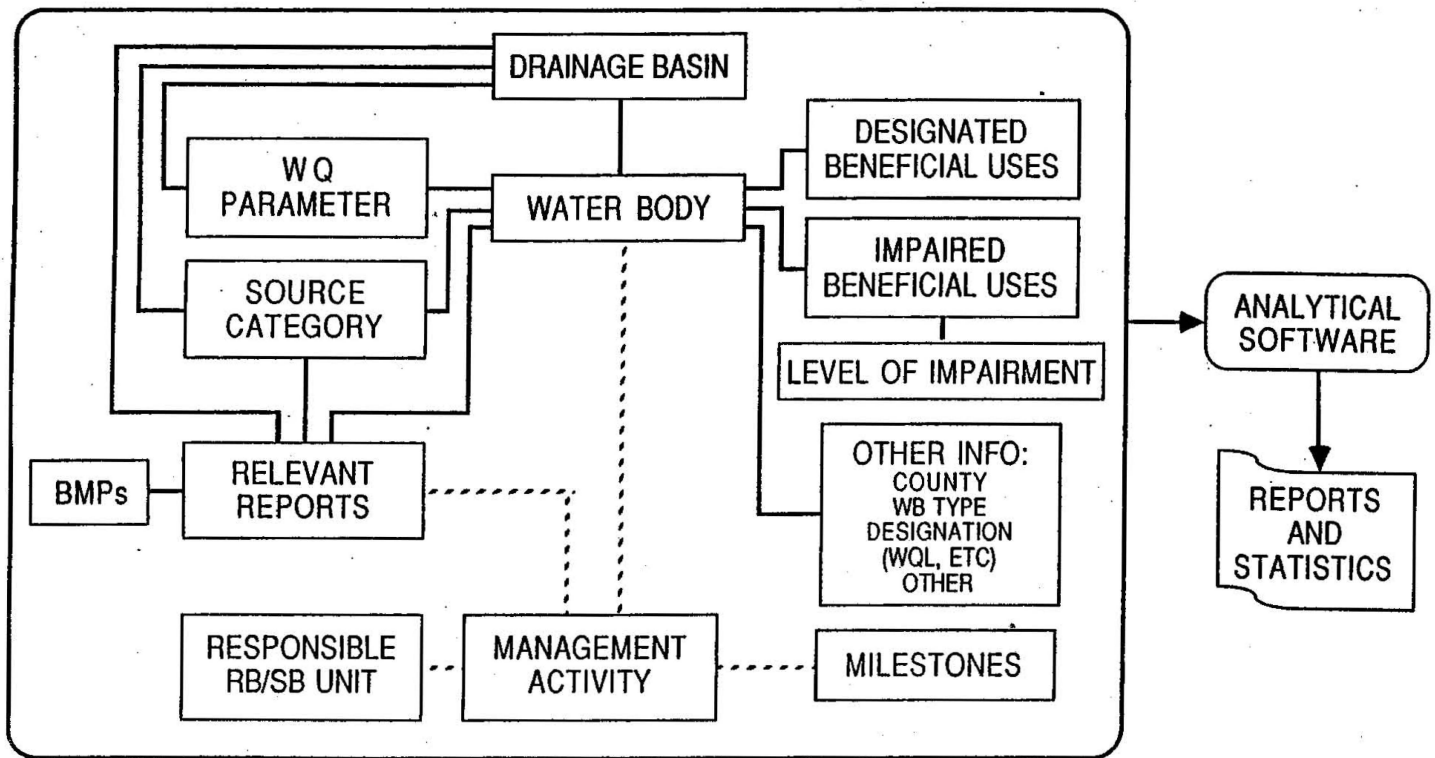 DRAINAGE BASIN
WQ
PARAMETER
WATER BODY
DESIGNATED
BENEFICIAL USES
IMPAIRED
BENEFICIAL USES
SOURCE
CATEGORY
LEVEL OF IMPAIRMENT
ANALYTICAL
SOFTWARE
BMPs
RELEVANT
REPORTS
OTHER INFO:
COUNTY
WB TYPE
DESIGNATION
(WQL, ETC)
OTHER
REPORTS
AND
STATISTICS
RESPONSIBLE
RB/SB UNIT
MANAGEMENT
ACTIVITY
MILESTONES